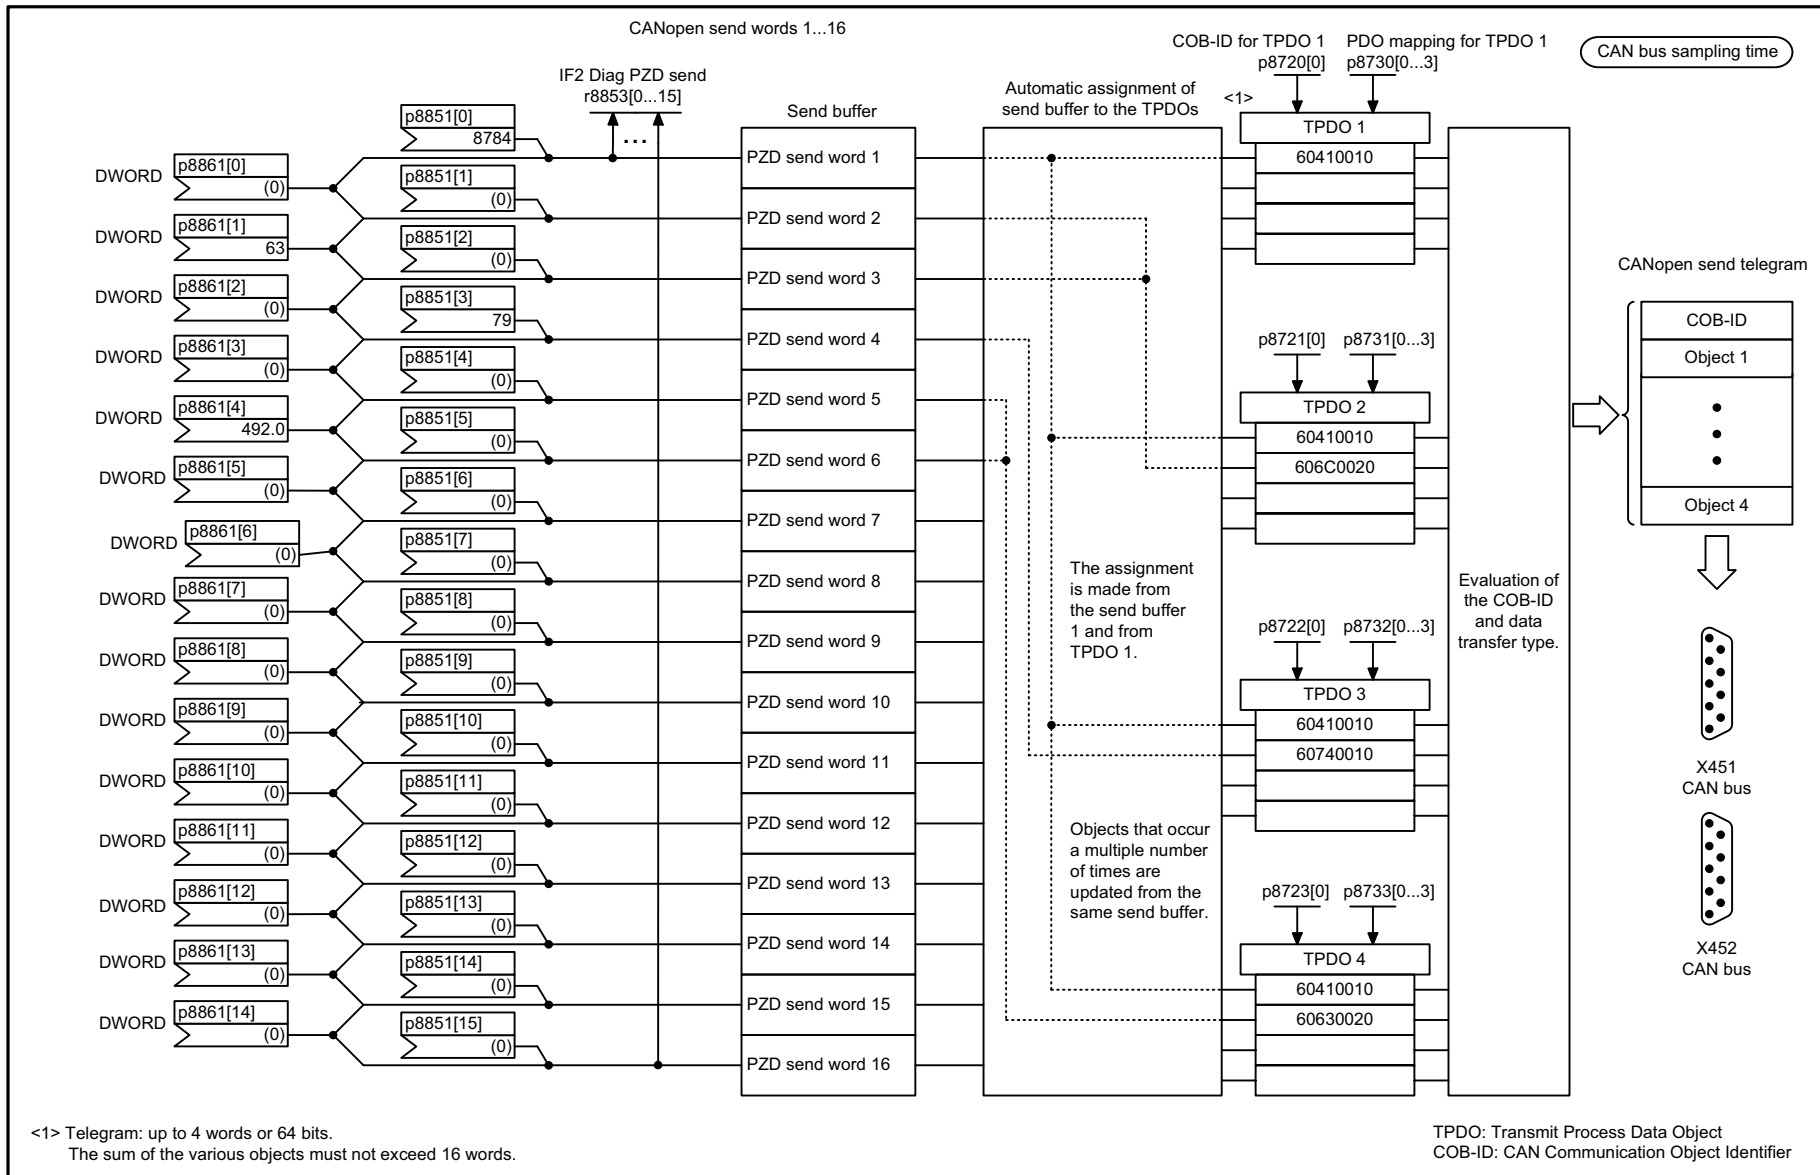 CANopen send words 1...16
COB-ID for TPDO 1
PDO mapping for TPDO 1
p8720[0]
p8730[0...3]
CAN bus sampling time
IF2 Diag PZD send
r8853[0...15]
...
Send buffer
Automatic assignment of
send buffer to the TPDOs
<1>
DWORD
p8861[0]
(0)
DWORD
p8861[1]
63
DWORD
p8861[2]
(0)
DWORD
p8861[3]
(0)
DWORD
p8861[4]
492.0
DWORD
p8861[5]
(0)
DWORD
p8861[6]
(0)
DWORD
p8861[7]
(0)
DWORD
p8861[8]
(0)
DWORD
p8861[9]
(0)
DWORD
p8861[10]
(0)
DWORD
p8861[11]
(0)
DWORD
p8861[12]
(0)
DWORD
p8861[13]
(0)
DWORD
p8861[14]
(0)
p8851[0]
8784
p8851[1]
(0)
p8851[2]
(0)
p8851[3]
79
p8851[4]
(0)
p8851[5]
(0)
p8851[6]
(0)
p8851[7]
(0)
p8851[8]
(0)
p8851[9]
(0)
p8851[10]
(0)
p8851[11]
(0)
p8851[12]
(0)
p8851[13]
(0)
p8851[14]
(0)
p8851[15]
(0)
PZD send word 1
PZD send word 2
PZD send word 3
PZD send word 4
PZD send word 5
PZD send word 6
PZD send word 7
PZD send word 8
PZD send word 9
PZD send word 10
PZD send word 11
PZD send word 12
PZD send word 13
PZD send word 14
PZD send word 15
PZD send word 16
The assignment
is made from
the send buffer
1 and from
TPDO 1.
Objects that occur
a multiple number
of times are
updated from the
same send buffer.
TPDO 1
60410010
p8721[0]
p8731[0...3]
TPDO 2
60410010
606C0020
p8722[0]
p8732[0...3]
TPDO 3
60410010
60740010
p8723[0]
p8733[0...3]
TPDO 4
60410010
60630020
Evaluation of
the COB-ID
and data
transfer type.
CANopen send telegram
COB-ID
Object 1
Object 4
X451
CAN bus
X452
CAN bus
<1> Telegram: up to 4 words or 64 bits.
The sum of the various objects must not exceed 16 words.
TPDO: Transmit Process Data Object
COB-ID: CAN Communication Object Identifier